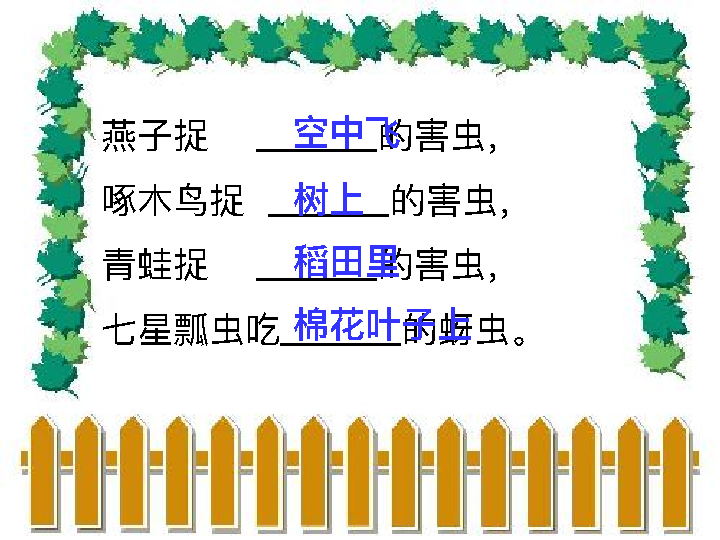 燕子捉 空中飞的害虫，
啄木鸟捉 树上的害虫，
青蛙捉 稻田里的害虫，
七星瓢虫吃棉花叶子上的蚜虫。